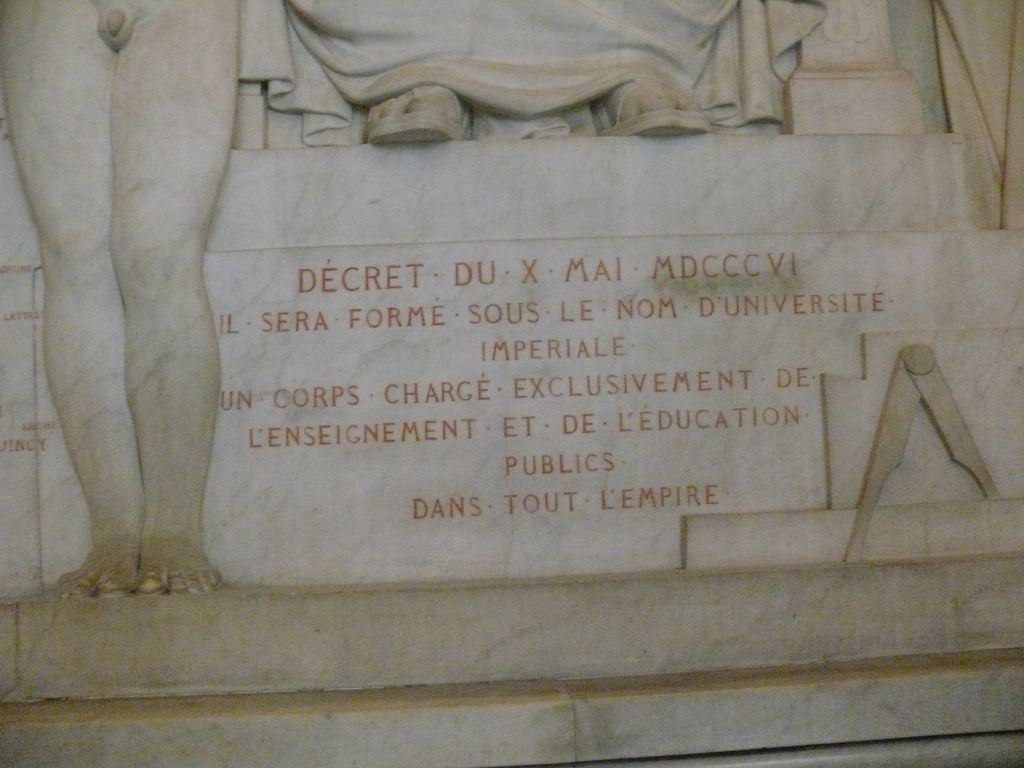 DÉCRET · DU · X · MAI · MDCCCVI
IL · SERA · FORMÉ · SOUS · LE · NOM · D'UNIVERSITÉ ·
IMPERIALE ·
UN · CORPS · CHARGÉ · EXCLUSIVEMENT · DE ·
L'ENSEIGNEMENT · ET · DE · L'ÉDUCATION ·
PUBLICS ·
DANS · TOUT · L'EMPIRE ·